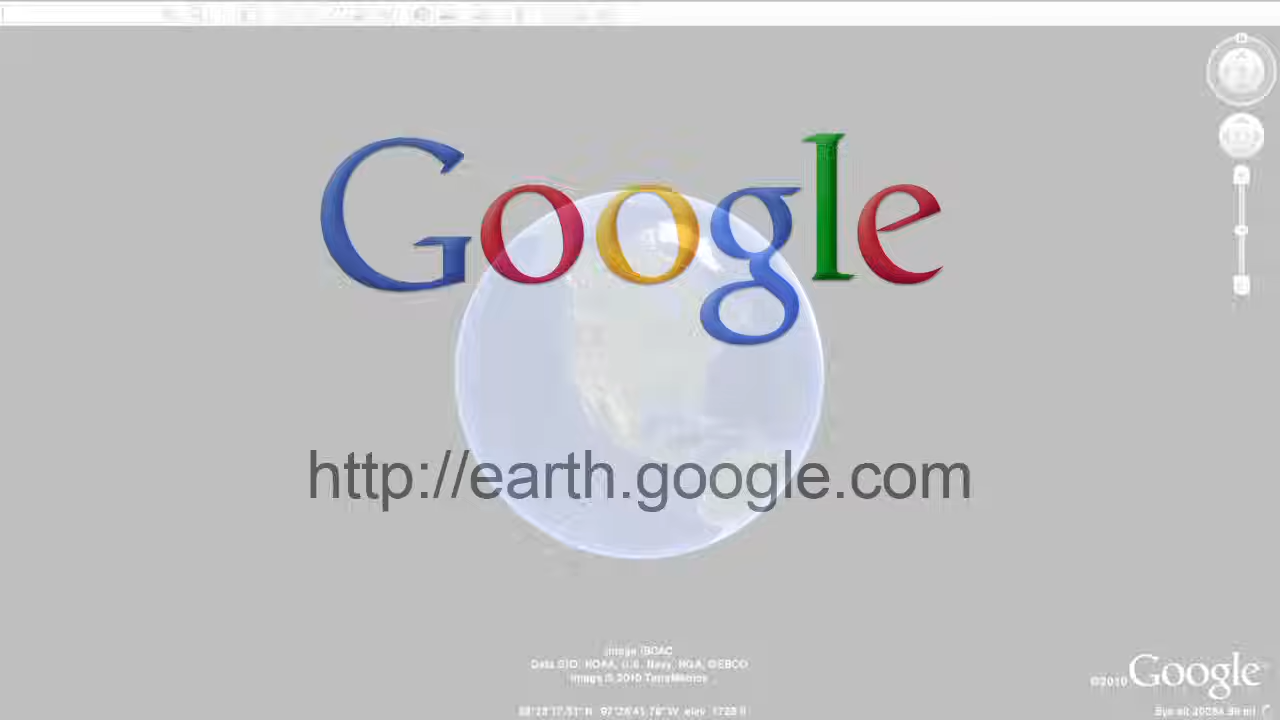 Google
http://earth.google.com
Image IBCAO
Data SIO, NOAA, U.S. Navy, NGA, GEBCO
Image © 2010 TerraMetrics
©2010 Google